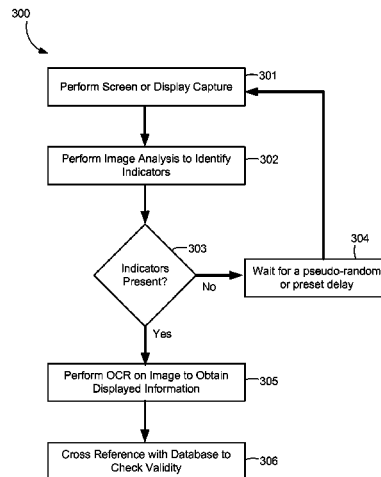 300
Perform Screen or Display Capture
301
Perform Image Analysis to Identify
Indicators
302
Indicators
Present?
303
No
304
Wait for a pseudo-random
or preset delay
Yes
Perform OCR on Image to Obtain
Displayed Information
305
Cross Reference with Database to
Check Validity
306